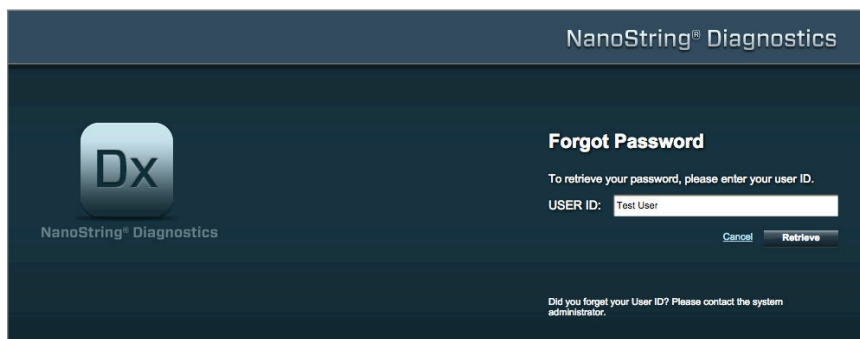 NanoString® Diagnostics
Dx
NanoString® Diagnostics
Forgot Password
To retrieve your password, please enter your user ID.
USER ID: Test User
Cancel Retrieve
Did you forget your User ID? Please contact the system
administrator.